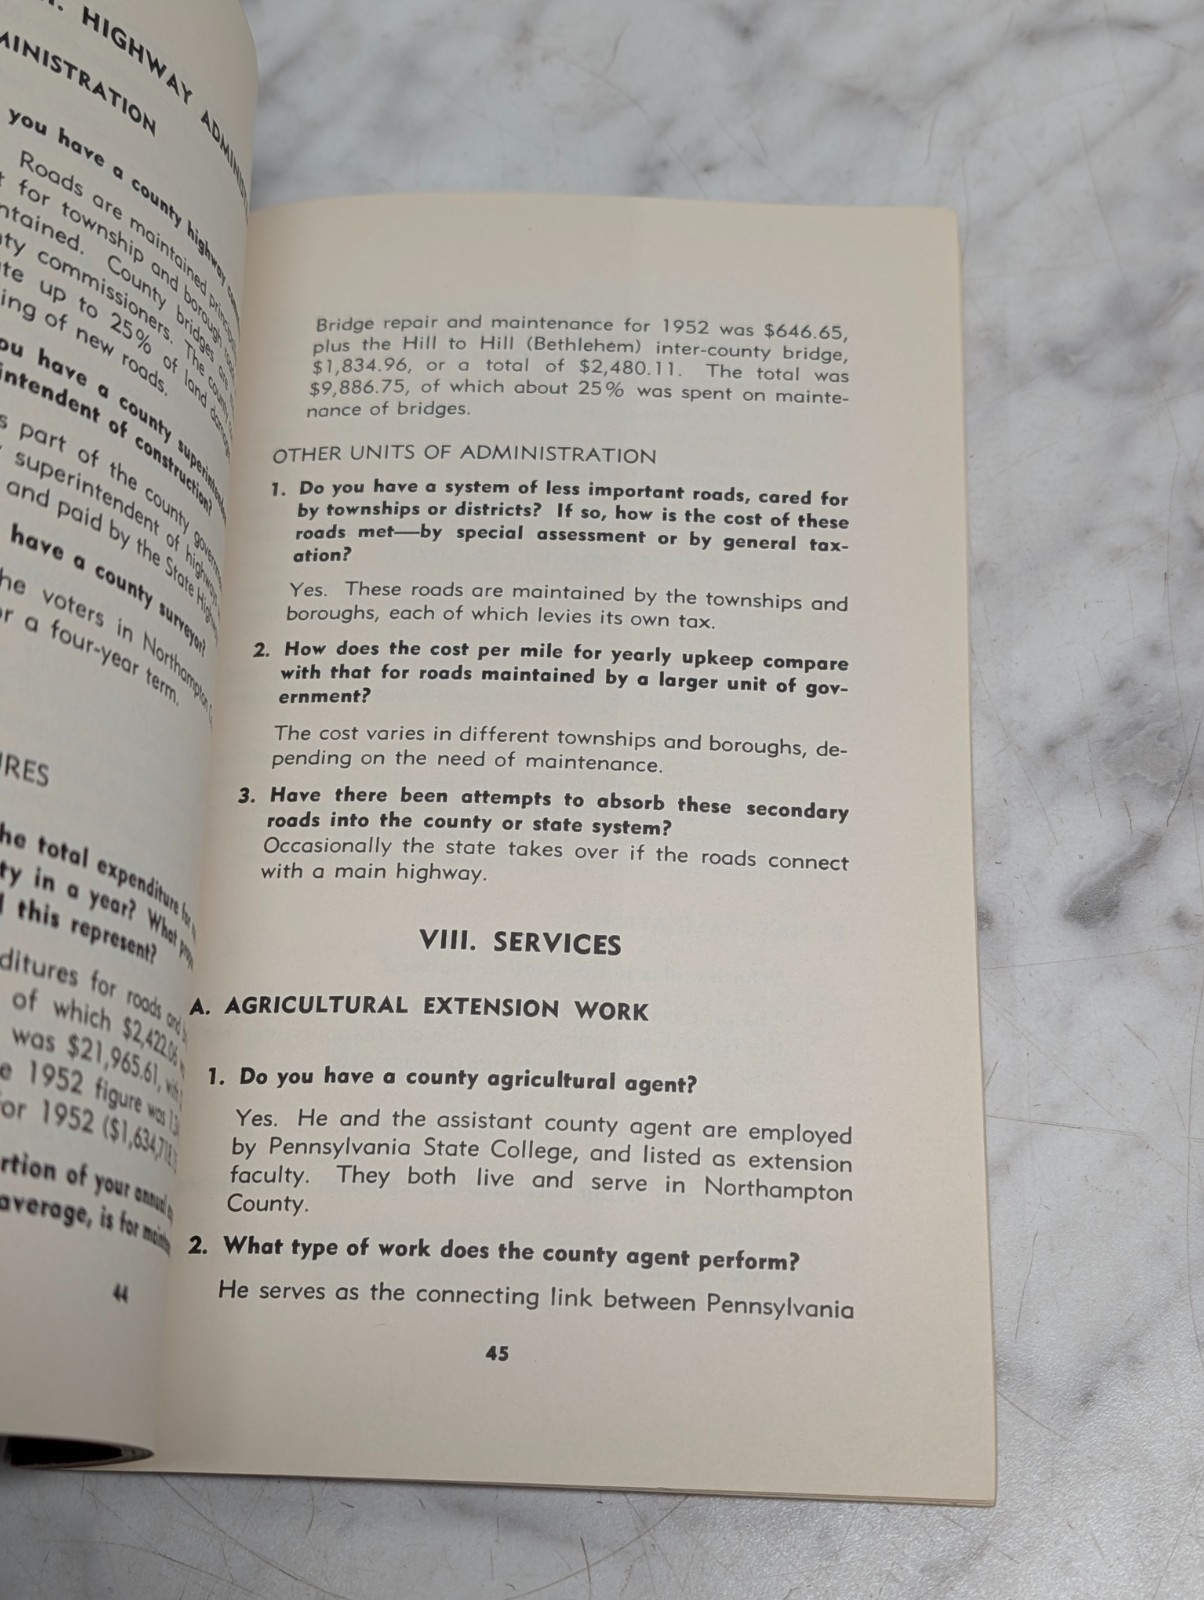 HIGHWAY
MINISTRATION
you have a county highway
Roads are maintained
for township and borough
ntained. County bridges are
ty commissioners. The county
te up to 25% of land
ing of new roads.
ou have a county
intendent of construction?
s part of the county
superintendent of
and paid by the State
have a county surveyor?
he voters in Northampton
r a four-year term.
RES
he total expenditure for
ty in a year? What
this represent?
ditures for roads and
of which $2,422.06
was $21,965.61, with
e 1952 figure was
or 1952
rtion of your annual
average, is for
44
Bridge repair and maintenance for 1952 was $646.65,
plus the Hill to Hill (Bethlehem) inter-county bridge,
$1,834.96, or a total of $2,480.11. The total was
$9,886.75, of which about 25% was spent on mainte-
nance of bridges.
OTHER UNITS OF ADMINISTRATION
1. Do you have a system of less important roads, cared for
by townships or districts? If so, how is the cost of these
roads met—by special assessment or by general tax-
ation?
Yes. These roads are maintained by the townships and
boroughs, each of which levies its own tax.
2. How does the cost per mile for yearly upkeep compare
with that for roads maintained by a larger unit of gov-
ernment?
The cost varies in different townships and boroughs, de-
pending on the need of maintenance.
3. Have there been attempts to absorb these secondary
roads into the county or state system?
Occasionally the state takes over if the roads connect
with a main highway.
VIII. SERVICES
A. AGRICULTURAL EXTENSION WORK
1. Do you have a county agricultural agent?
Yes. He and the assistant county agent are employed
by Pennsylvania State College, and listed as extension
faculty. They both live and serve in Northampton
County.
2. What type of work does the county agent perform?
He serves as the connecting link between Pennsylvania
45